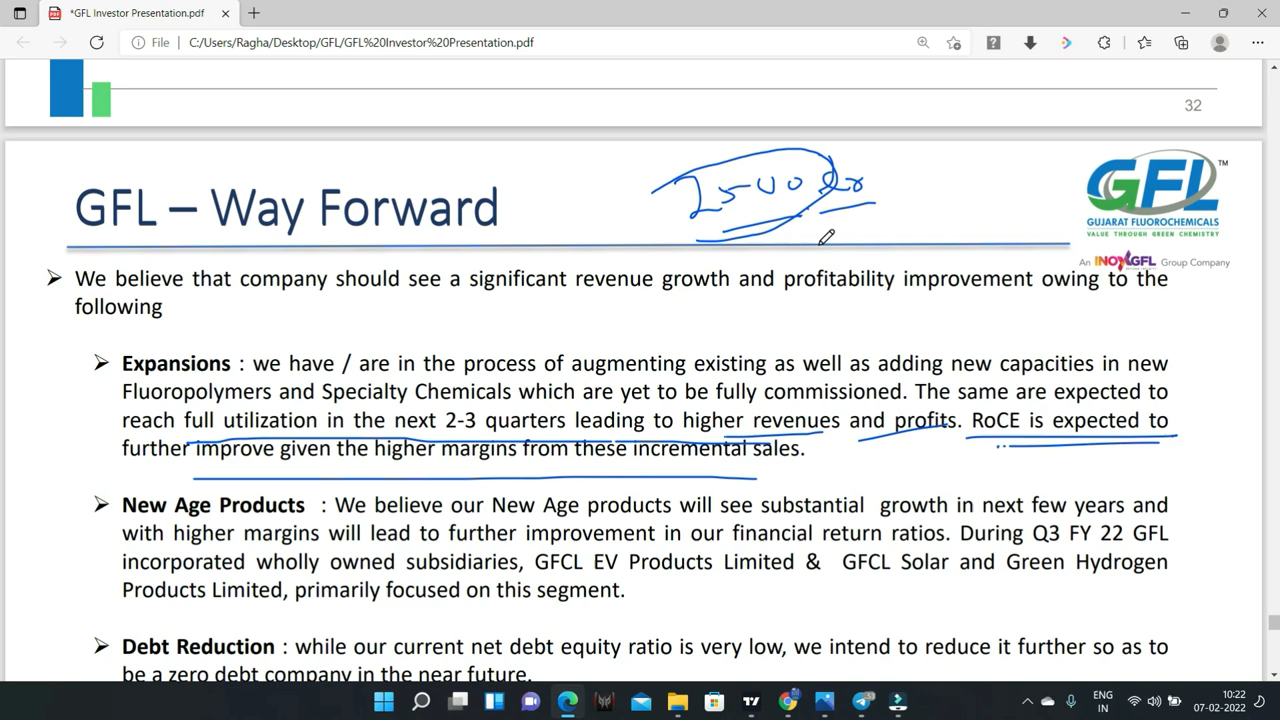 *GFL Investor Presentation.pdf
File C:/Users/Ragha/Desktop/GFL/GFL%20Investor%20Presentation.pdf
32
GFL – Way Forward
GFL™
GUJARAT FLUOROCHEMICALS
VALUE THROUGH GREEN CHEMISTRY
An INOXGFL Group Company
➢ We believe that company should see a significant revenue growth and profitability improvement owing to the
following
➢ Expansions : we have / are in the process of augmenting existing as well as adding new capacities in new
Fluoropolymers and Specialty Chemicals which are yet to be fully commissioned. The same are expected to
reach full utilization in the next 2-3 quarters leading to higher revenues and profits. RoCE is expected to
further improve given the higher margins from these incremental sales.
➢ New Age Products : We believe our New Age products will see substantial growth in next few years and
with higher margins will lead to further improvement in our financial return ratios. During Q3 FY 22 GFL
incorporated wholly owned subsidiaries, GFCL EV Products Limited & GFCL Solar and Green Hydrogen
Products Limited, primarily focused on this segment.
➢ Debt Reduction : while our current net debt equity ratio is very low, we intend to reduce it further so as to
be a zero debt company in the near future.
ENG
IN
10:22
07-02-2022